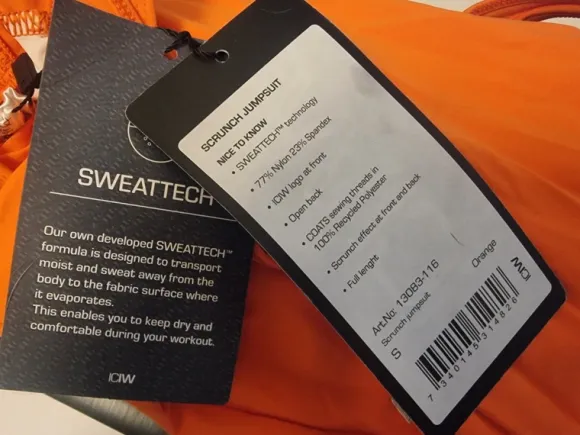 SWEATTECH
Our own developed SWEATTECH™
formula is designed to transport
moist and sweat away from the
body to the fabric surface where
it evaporates.
This enables you to keep dry and
comfortable during your workout.
ICIW
SCRUNCH JUMPSUIT
NICE TO KNOW
• SWEATTECH™ technology
• 77% Nylon 23% Spandex
• ICIW logo at front
• Open back
• COATS sewing threads in
100% Recycled Polyester
• Scrunch effect at front and back
• Full lenght
Art.No: 13083-116
Scrunch jumpsuit
Orange
S
ICIW
7 340145 314826